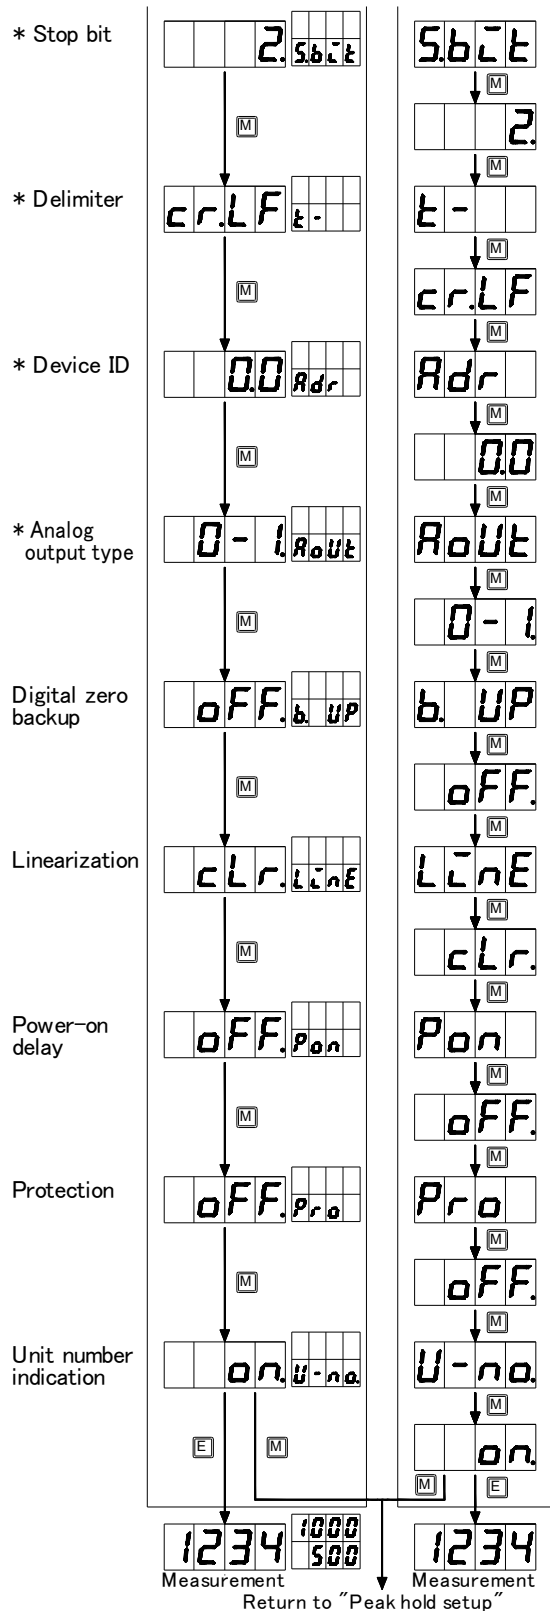 * Stop bit
2. S.bit S.bit
M
M
2.
M
* Delimiter
cr.LF t- t-
M
M
cr.LF
M
* Device ID
0.0 Adr Adr
M
M
0.0
M
* Analog
output type
0-1. AoUt AoUt
M
M
0-1.
M
Digital zero
backup
oFF. b. UP b. UP
M
M
oFF.
M
Linearization
cLr. LinE LinE
M
M
cLr.
M
Power-on
delay
oFF. Pon Pon
M
M
oFF.
M
Protection
oFF. Pro Pro
M
M
oFF.
M
Unit number
indication
on. U-no. U-no.
M
E M
on.
M E
1234 1000
500 1234
Measurement Measurement
Return to "Peak hold setup"